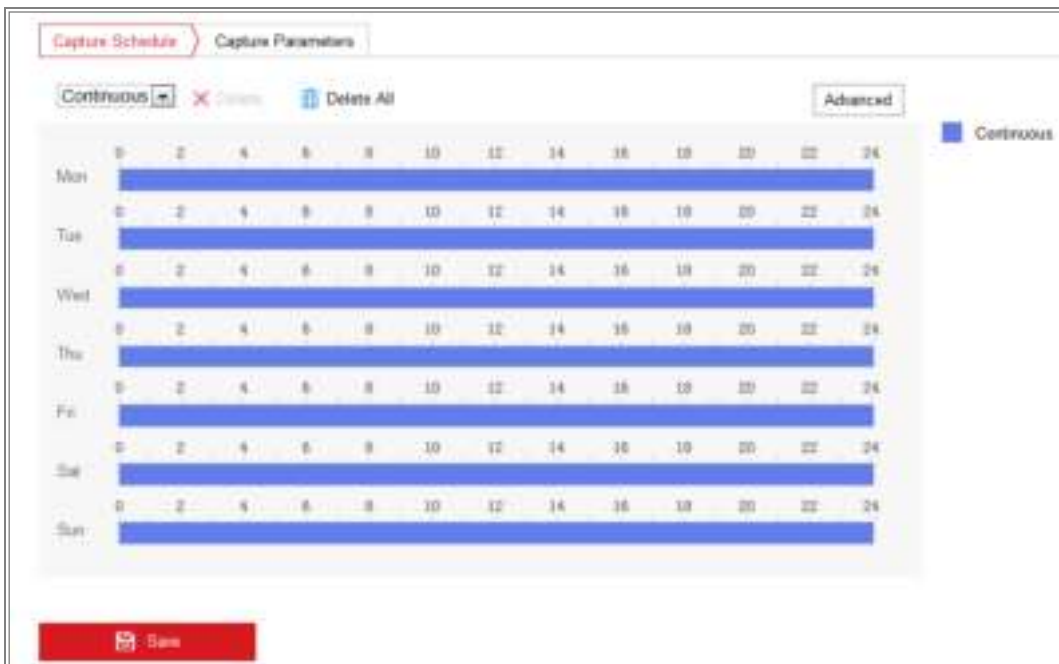 Capture Schedule Capture Parameters
Continuous Delete Delete All Advanced
Continuous
0 2 4 6 8 10 12 14 16 18 20 22 24
Mon
0 2 4 6 8 10 12 14 16 18 20 22 24
Tue
0 2 4 6 8 10 12 14 16 18 20 22 24
Wed
0 2 4 6 8 10 12 14 16 18 20 22 24
Thu
0 2 4 6 8 10 12 14 16 18 20 22 24
Fri
0 2 4 6 8 10 12 14 16 18 20 22 24
Sat
0 2 4 6 8 10 12 14 16 18 20 22 24
Sun
Save